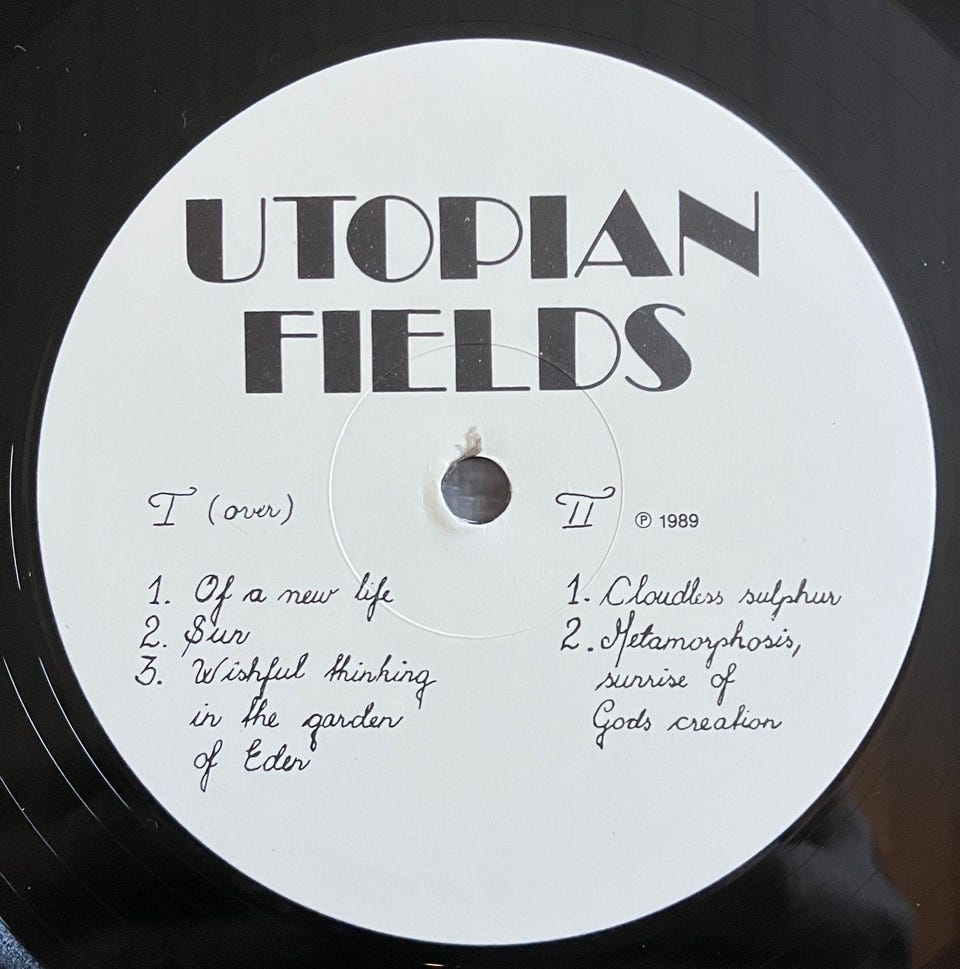 UTOPIAN
FIELDS
I (over)
1. Of a new life
2. Sun
3. Wishful thinking
in the garden
of Eden
II ℗ 1989
1. Cloudless sulphur
2. Metamorphosis,
sunrise of
Gods creation